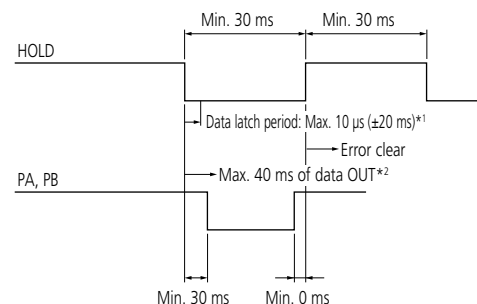 Min. 30 ms Min. 30 ms
HOLD
Data latch period: Max. 10 μs (±20 ms)*1
Error clear
Max. 40 ms of data OUT*2
PA, PB
Min. 30 ms Min. 0 ms